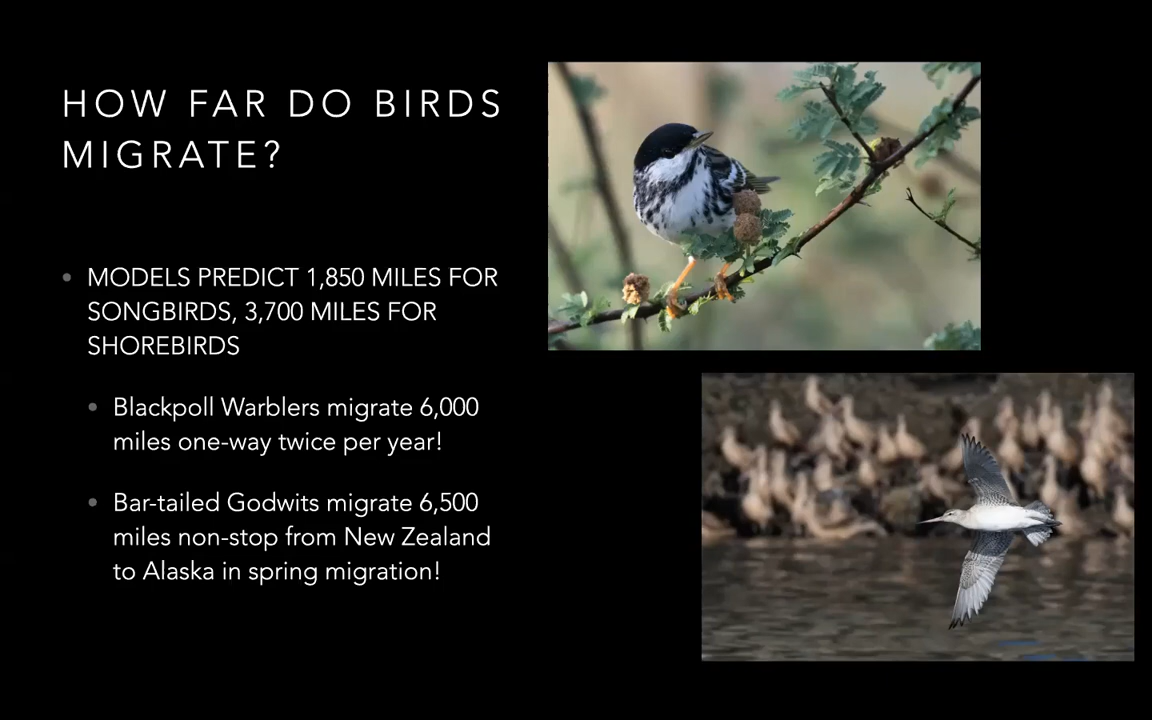 HOW FAR DO BIRDS
MIGRATE?
• MODELS PREDICT 1,850 MILES FOR
SONGBIRDS, 3,700 MILES FOR
SHOREBIRDS
• Blackpoll Warblers migrate 6,000
miles one-way twice per year!
• Bar-tailed Godwits migrate 6,500
miles non-stop from New Zealand
to Alaska in spring migration!